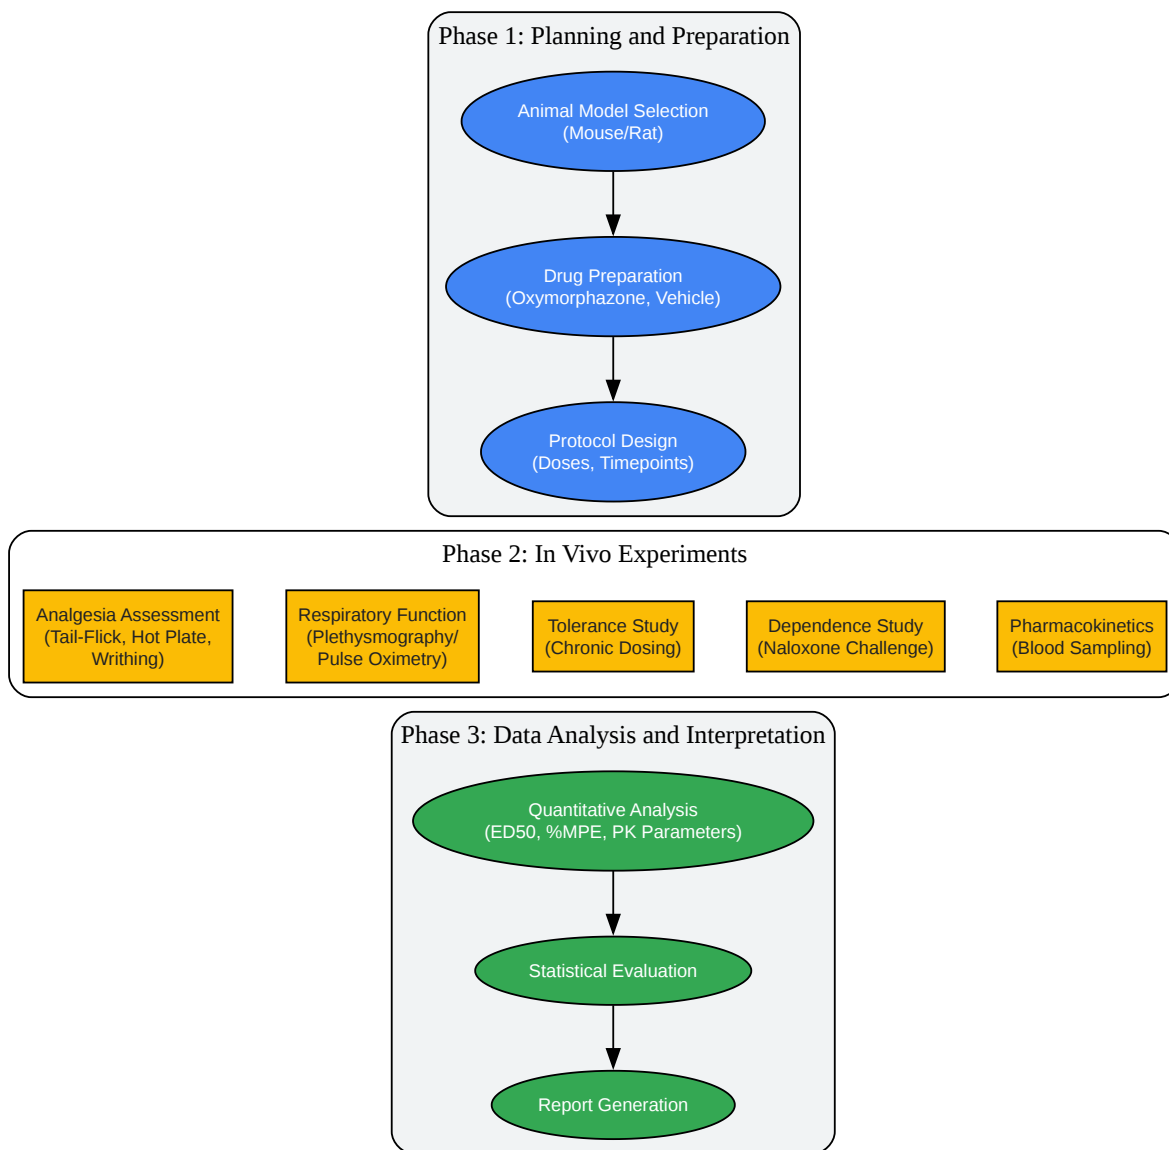 Phase 1: Planning and Preparation
Animal Model Selection
(Mouse/Rat)
Drug Preparation
(Oxymorphazone, Vehicle)
Protocol Design
(Doses, Timepoints)
Phase 2: In Vivo Experiments
Analgesia Assessment
(Tail-Flick, Hot Plate,
Writhing)
Respiratory Function
(Plethysmography/
Pulse Oximetry)
Tolerance Study
(Chronic Dosing)
Dependence Study
(Naloxone Challenge)
Pharmacokinetics
(Blood Sampling)
Phase 3: Data Analysis and Interpretation
Quantitative Analysis
(ED50, %MPE, PK Parameters)
Statistical Evaluation
Report Generation